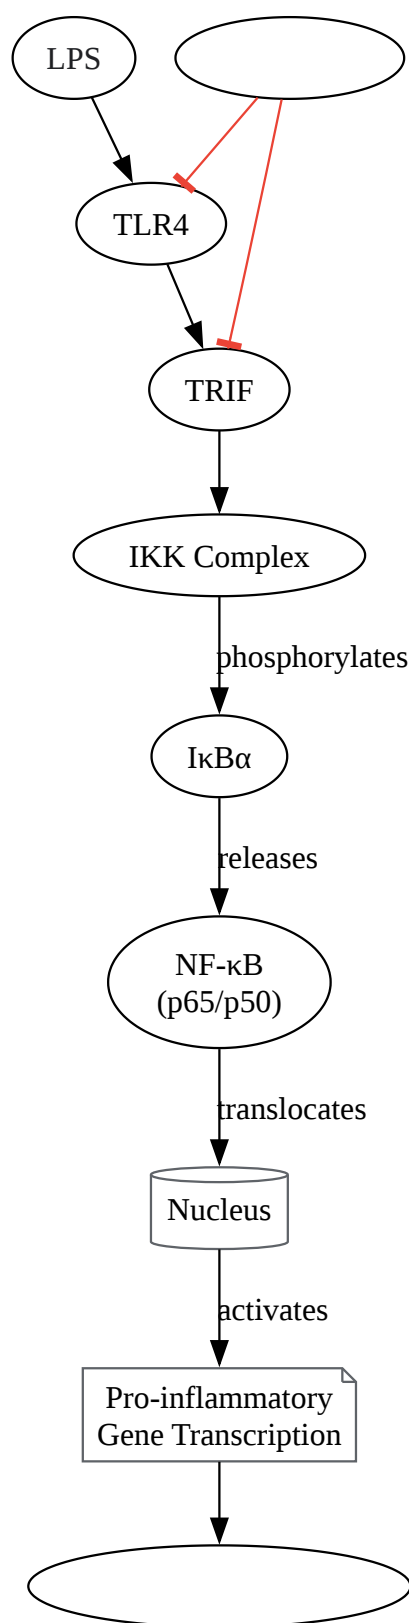 LPS
TLR4
TRIF
IKK Complex
phosphorylates
IκBα
releases
NF-κB
(p65/p50)
translocates
Nucleus
activates
Pro-inflammatory
Gene Transcription